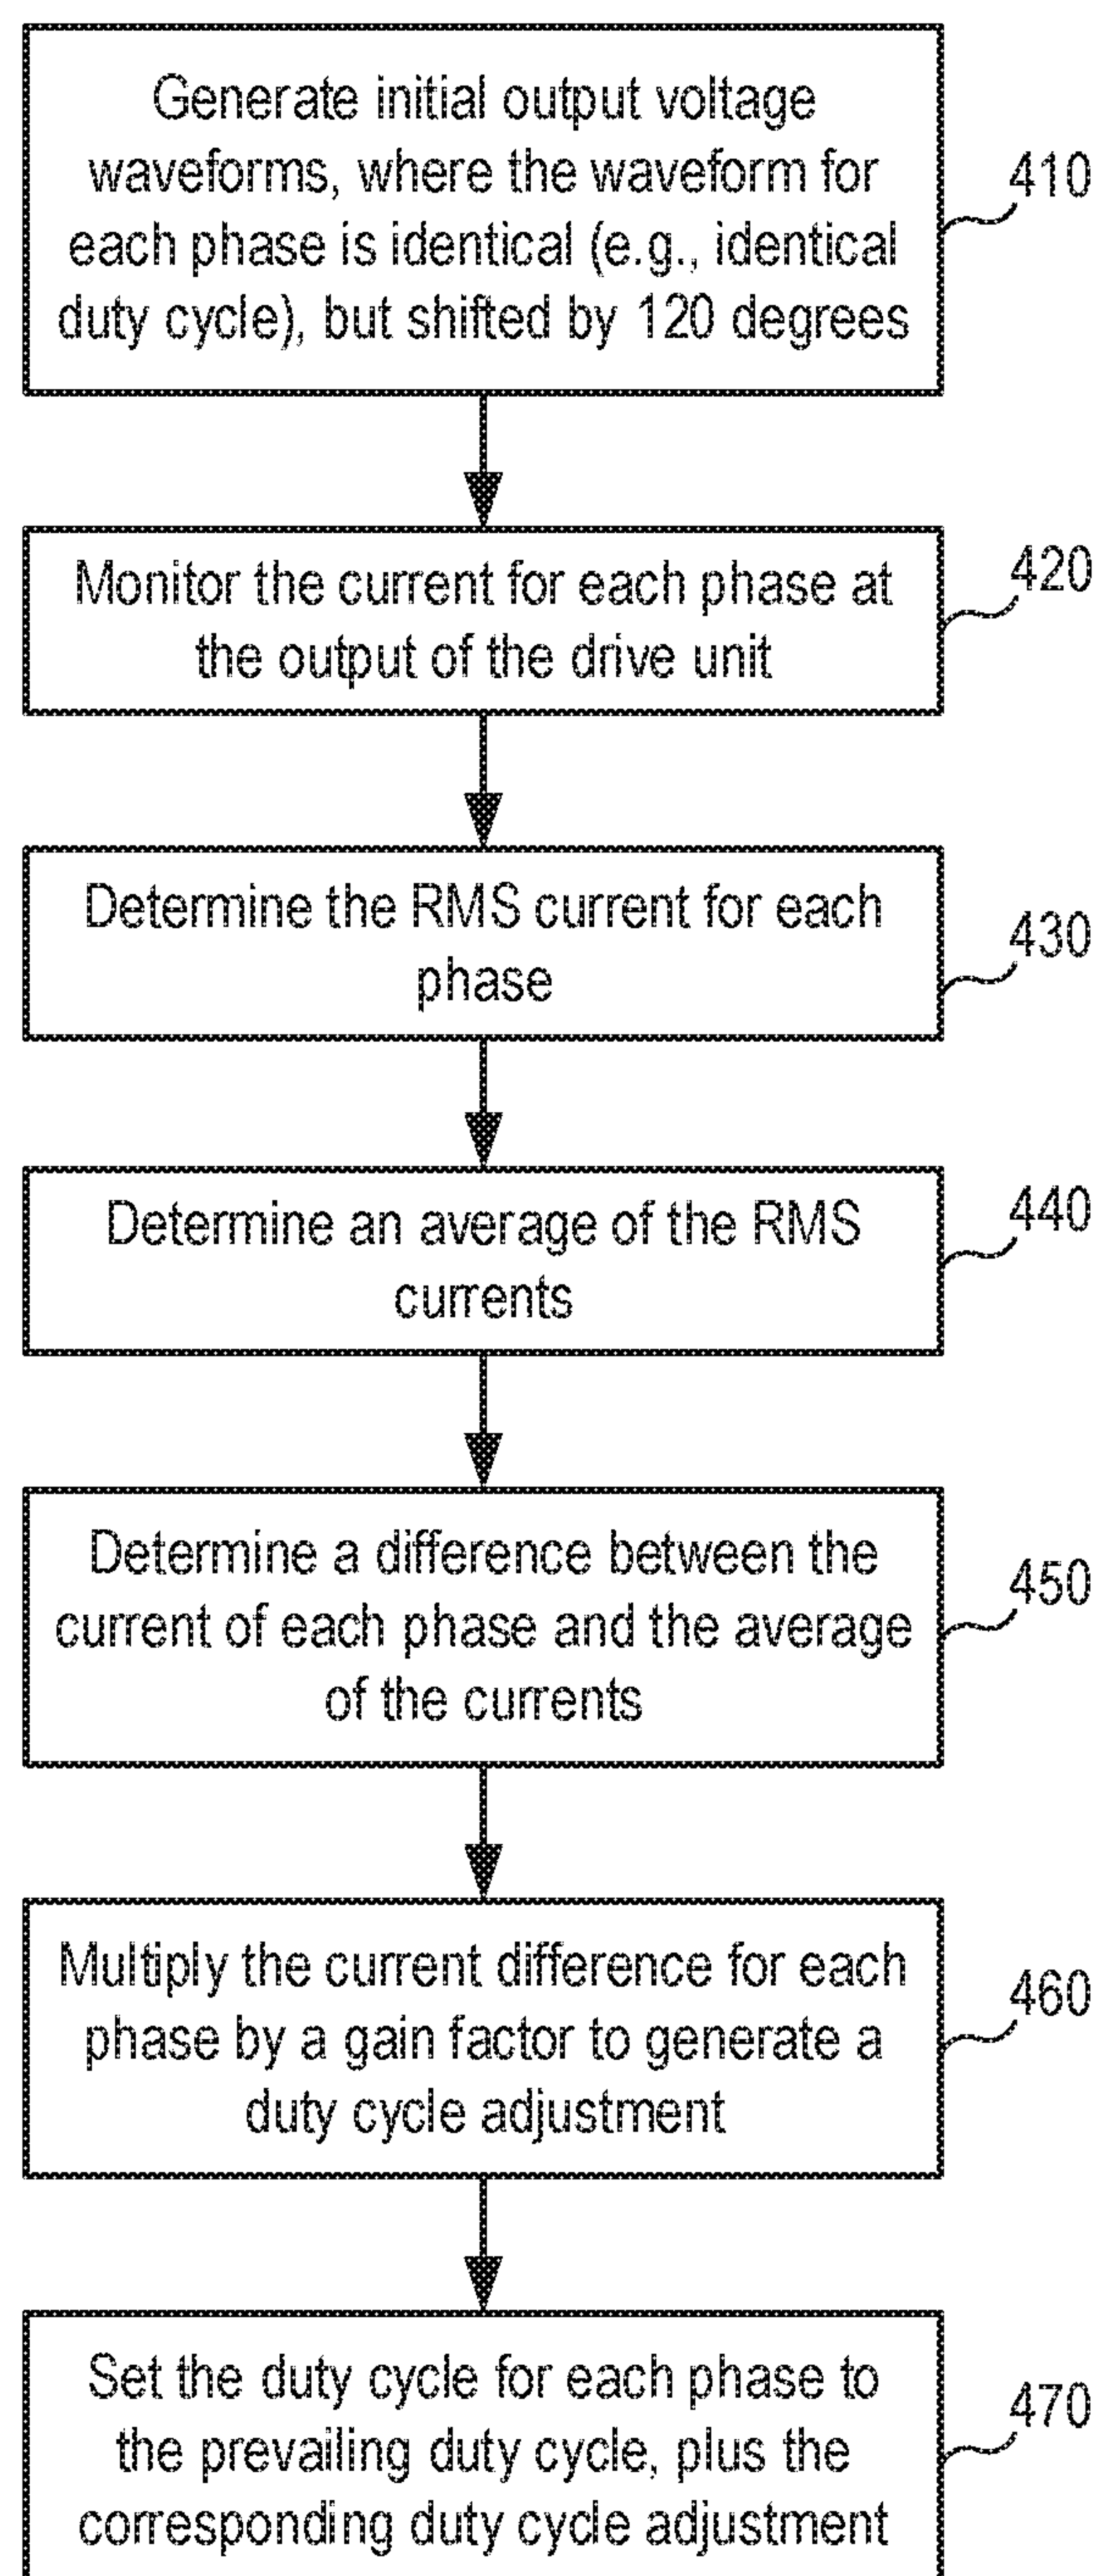 Generate initial output voltage
waveforms, where the waveform for
each phase is identical (e.g., identical
duty cycle), but shifted by 120 degrees
410
Monitor the current for each phase at
the output of the drive unit
420
Determine the RMS current for each
phase
430
Determine an average of the RMS
currents
440
Determine a difference between the
current of each phase and the average
of the currents
450
Multiply the current difference for each
phase by a gain factor to generate a
duty cycle adjustment
460
Set the duty cycle for each phase to
the prevailing duty cycle, plus the
corresponding duty cycle adjustment
470